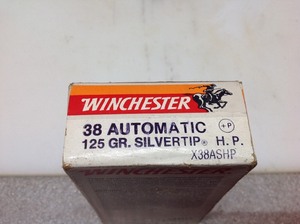 WINCHESTER
38 AUTOMATIC +P
125 GR. SILVERTIP® H.P.
X38ASHP